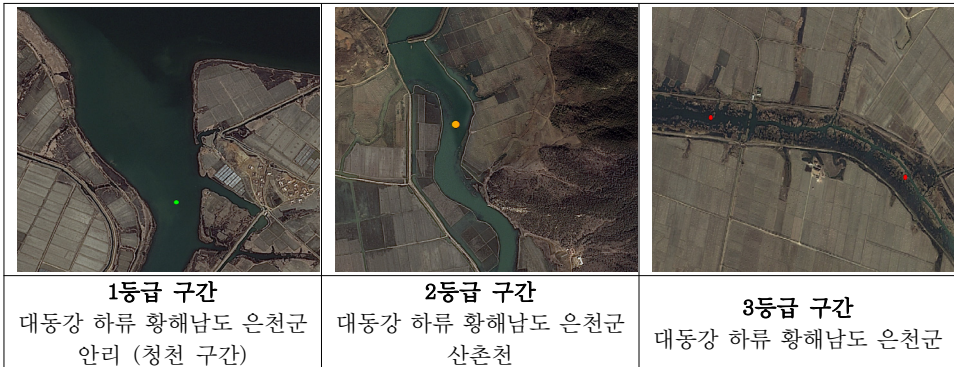 1등급 구간
대동강 하류 황해남도 은천군
안리 (청천 구간)
2등급 구간
대동강 하류 황해남도 은천군
산촌천
3등급 구간
대동강 하류 황해남도 은천군